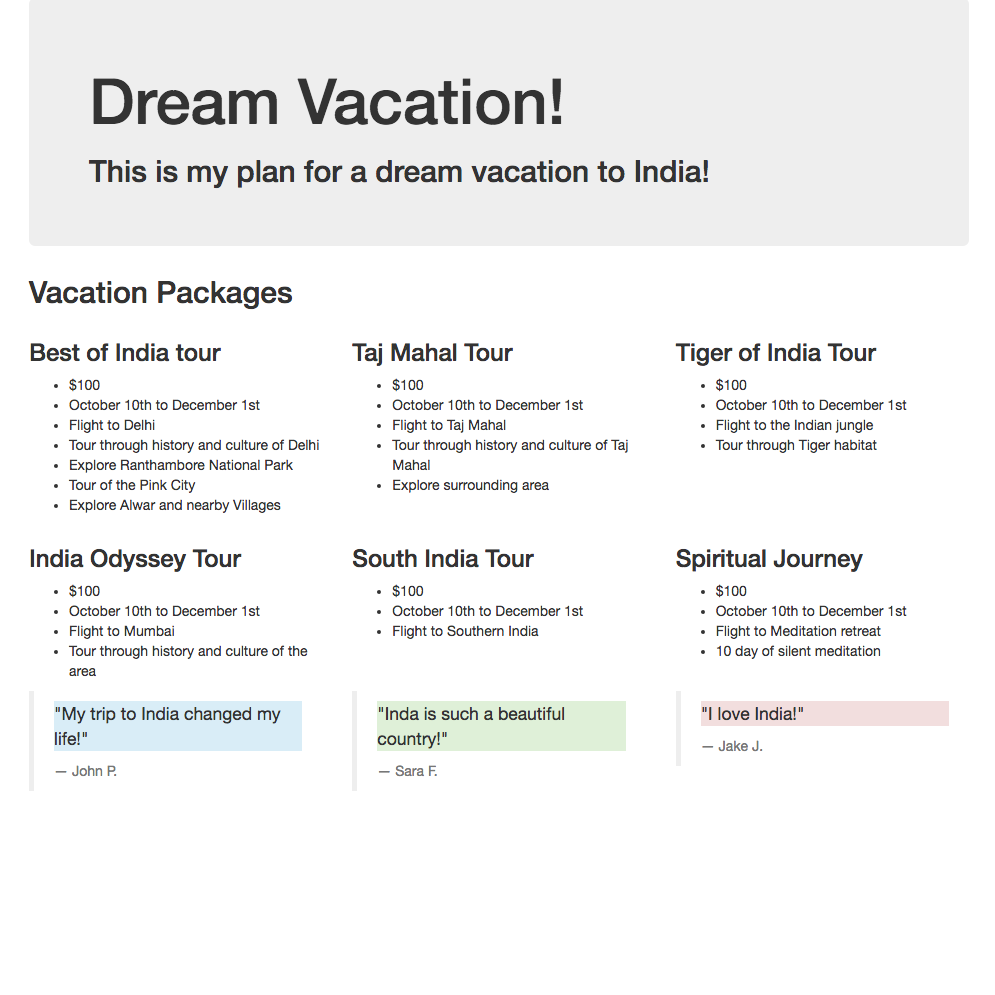 Dream Vacation!
This is my plan for a dream vacation to India!
Vacation Packages
Best of India tour
$100
October 10th to December 1st
Flight to Delhi
Tour through history and culture of Delhi
Explore Ranthambore National Park
Tour of the Pink City
Explore Alwar and nearby Villages
Taj Mahal Tour
$100
October 10th to December 1st
Flight to Taj Mahal
Tour through history and culture of Taj
Mahal
Explore surrounding area
Tiger of India Tour
$100
October 10th to December 1st
Flight to the Indian jungle
Tour through Tiger habitat
India Odyssey Tour
$100
October 10th to December 1st
Flight to Mumbai
Tour through history and culture of the
area
South India Tour
$100
October 10th to December 1st
Flight to Southern India
Spiritual Journey
$100
October 10th to December 1st
Flight to Meditation retreat
10 day of silent meditation
"My trip to India changed my
life!"
— John P.
"Inda is such a beautiful
country!"
— Sara F.
"I love India!"
— Jake J.